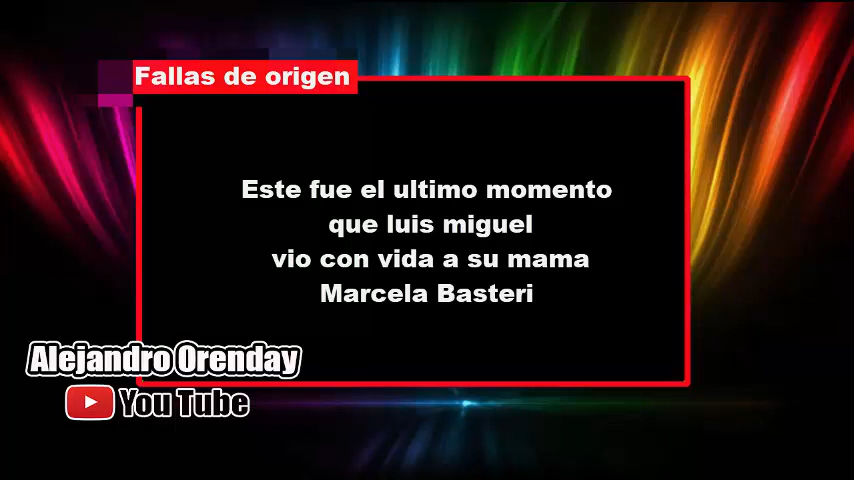 Fallas de origen
Este fue el ultimo momento
que luis miguel
vio con vida a su mama
Marcela Basteri
Alejandro Orenday
You Tube